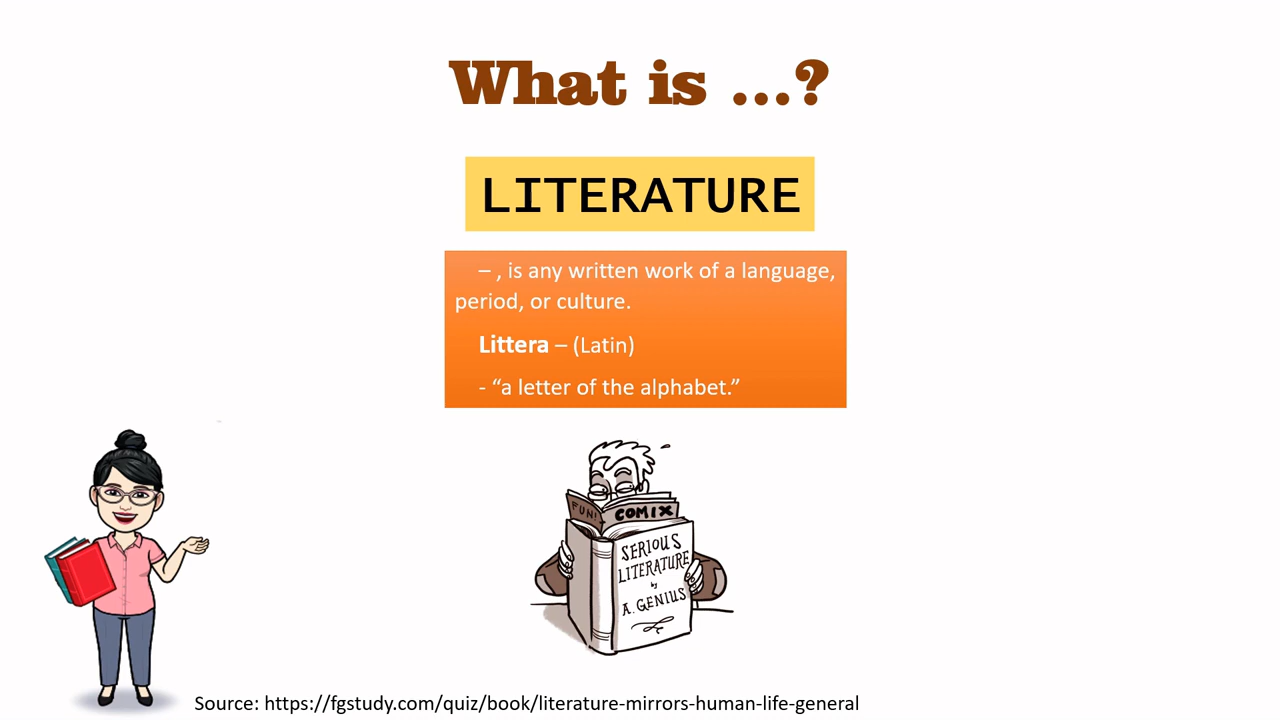 What is ...?
LITERATURE
– , is any written work of a language,
period, or culture.
Littera – (Latin)
- “a letter of the alphabet.”
FUN!
COMIX
SERIOUS
LITERATURE
by
A. GENIUS
Source: https://fgstudy.com/quiz/book/literature-mirrors-human-life-general